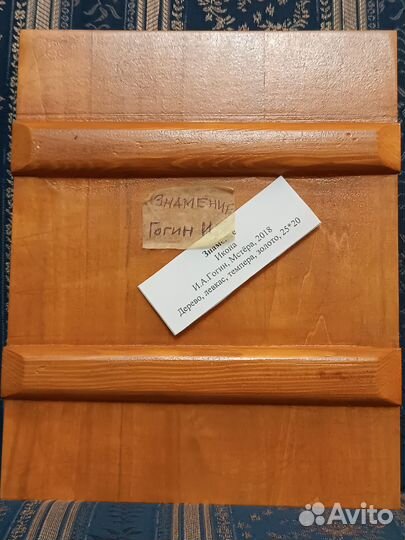 ЗНАМЕНИЕ
Гогин И
Икона
И.А.Гогин, Мстёра, 2018
Дерево, левкас, темпера, золото, 25*20
Avito